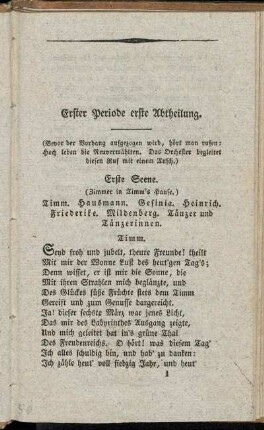 Erster Periode erste Abtheilung.
(Bevor der Vorhang aufgezogen wird, hört man rufen:
Hoch leben die Neuvermählten. Das Orchester begleitet
diesen Ruf mit einem Tusch.)
Erste Scene.
(Zimmer in Timm's Hause.)
Timm. Hausmann. Gesinia. Heinrich.
Friederike. Mildenberg. Tänzer und
Tänzerinnen.
Timm.
Seyd froh und jubelt, theure Freunde! theilt
Mit mir der Wonne Lust des heut'gen Tag's;
Denn wisset, er ist mir die Sonne, die
Mit ihren Strahlen mich beglänzte, und
Des Glückes süße Früchte stets dem Timm
Gereift und zum Genusse dargereicht.
Ja! dieser sechste März war jenes Licht,
Das mir des Labyrinthes Ausgang zeigte,
Und mich geleitet hat in's grüne Thal
Des Freudenreichs. O hört! was diesem Tag'
Ich alles schuldig bin, und hab' zu danken:
Ich zähle heut' voll siebzig Jahr, und heut'
1